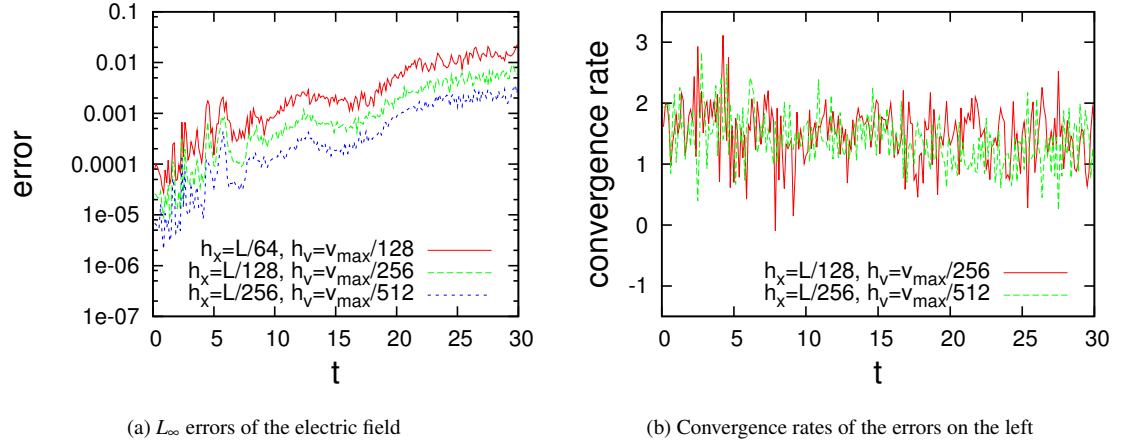 0.1
0.01
0.001
0.0001
1e-05
1e-06
1e-07
error
h_x=L/64, h_v=v_max/128
h_x=L/128, h_v=v_max/256
h_x=L/256, h_v=v_max/512
0 5 10 15 20 25 30
t
(a) L∞ errors of the electric field
3
2
1
0
-1
convergence rate
h_x=L/128, h_v=v_max/256
h_x=L/256, h_v=v_max/512
0 5 10 15 20 25 30
t
(b) Convergence rates of the errors on the left